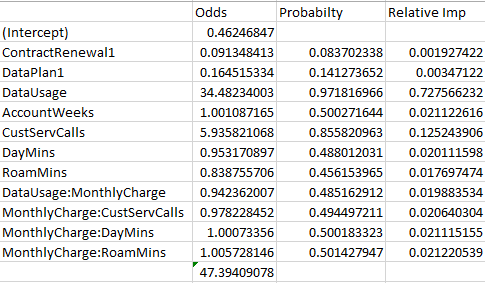 Odds Probabilty Relative Imp
(Intercept) 0.46246847
ContractRenewal1 0.091348413 0.083702338 0.001927422
DataPlan1 0.164515334 0.141273652 0.00347122
DataUsage 34.48234003 0.971816966 0.727566232
AccountWeeks 1.001087165 0.500271644 0.021122616
CustServCalls 5.935821068 0.855820963 0.125243906
DayMins 0.953170897 0.488012031 0.020111598
RoamMins 0.838755706 0.456153965 0.017697474
DataUsage:MonthlyCharge 0.942362007 0.485162912 0.019883534
MonthlyCharge:CustServCalls 0.978228452 0.494497211 0.020640304
MonthlyCharge:DayMins 1.00073356 0.500183323 0.021115155
MonthlyCharge:RoamMins 1.005728146 0.501427947 0.021220539
47.39409078